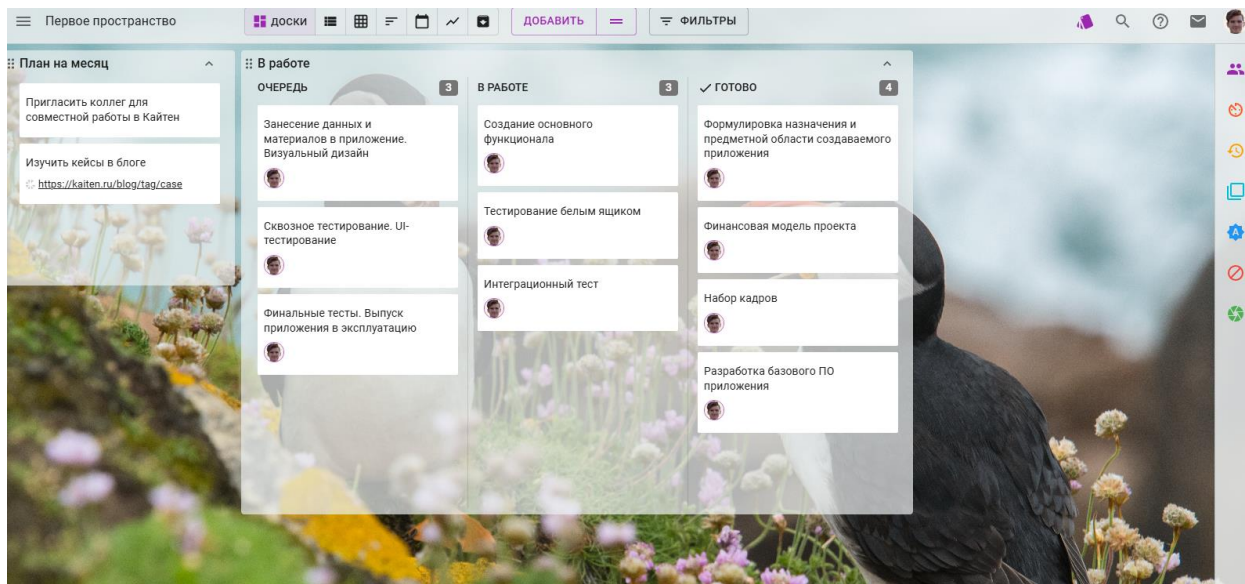 Первое пространство
доски
ДОБАВИТЬ
ФИЛЬТРЫ
План на месяц
Пригласить коллег для
совместной работы в Кайтен
Изучить кейсы в блоге
https://kaiten.ru/blog/tag/case
В работе
ОЧЕРЕДЬ
3
Занесение данных и
материалов в приложение.
Визуальный дизайн
Сквозное тестирование. UI-
тестирование
Финальные тесты. Выпуск
приложения в эксплуатацию
В РАБОТЕ
3
Создание основного
функционала
Тестирование белым ящиком
Интеграционный тест
ГОТОВО
4
Формулировка назначения и
предметной области создаваемого
приложения
Финансовая модель проекта
Набор кадров
Разработка базового ПО
приложения
A